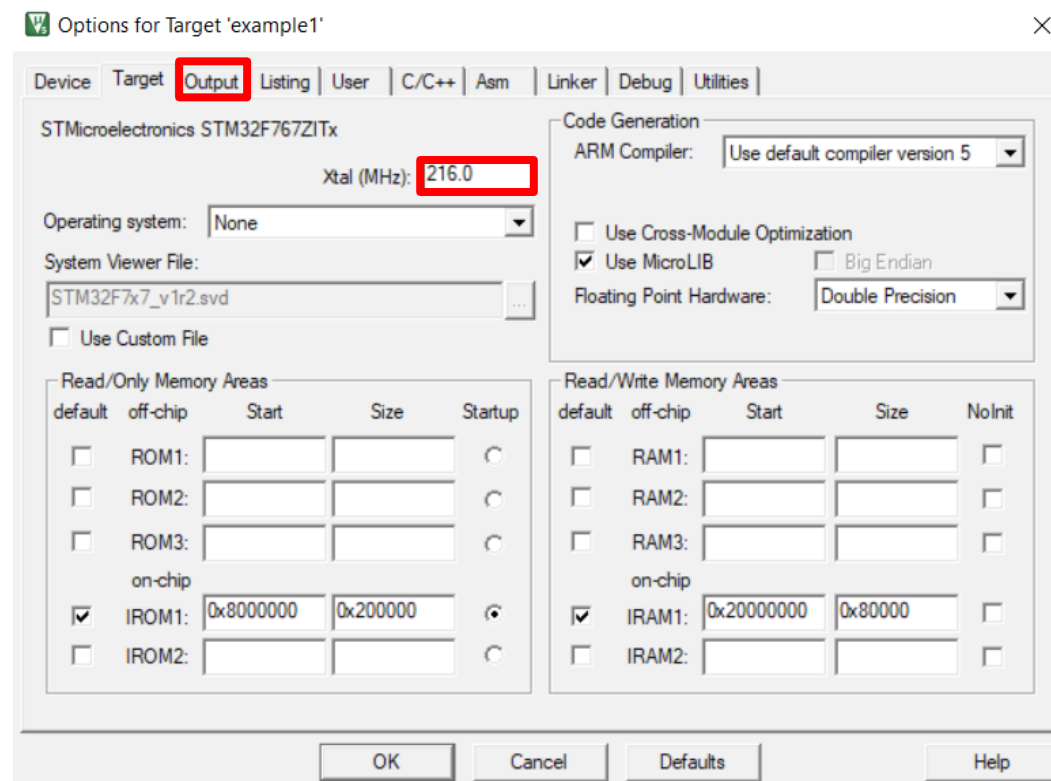 Options for Target 'example1'
Device Target Output Listing User C/C++ Asm Linker Debug Utilities
STMicroelectronics STM32F767ZITx
Xtal (MHz): 216.0
Operating system: None
System Viewer File:
STM32F7x7_v1r2.svd ...
Use Custom File
Code Generation
ARM Compiler: Use default compiler version 5
Use Cross-Module Optimization
Use MicroLIB Big Endian
Floating Point Hardware: Double Precision
Read/Only Memory Areas
default off-chip Start Size Startup
ROM1:
ROM2:
ROM3:
on-chip
IROM1: 0x8000000 0x200000
IROM2:
Read/Write Memory Areas
default off-chip Start Size NoInit
RAM1:
RAM2:
RAM3:
on-chip
IRAM1: 0x20000000 0x80000
IRAM2:
OK Cancel Defaults Help